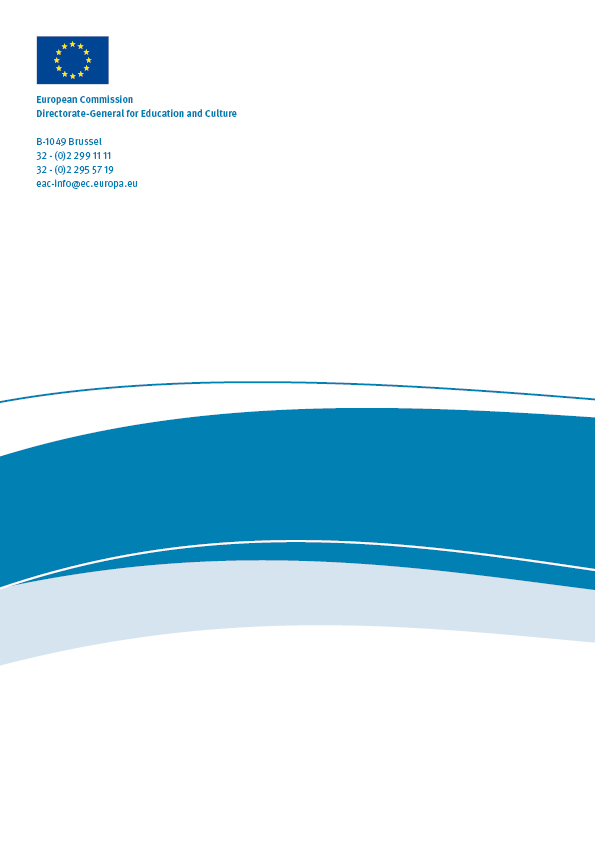 European Commission
Directorate-General for Education and Culture
B-1049 Brussel
32 - (0)2 299 11 11
32 - (0)2 295 57 19
eac-info@ec.europa.eu